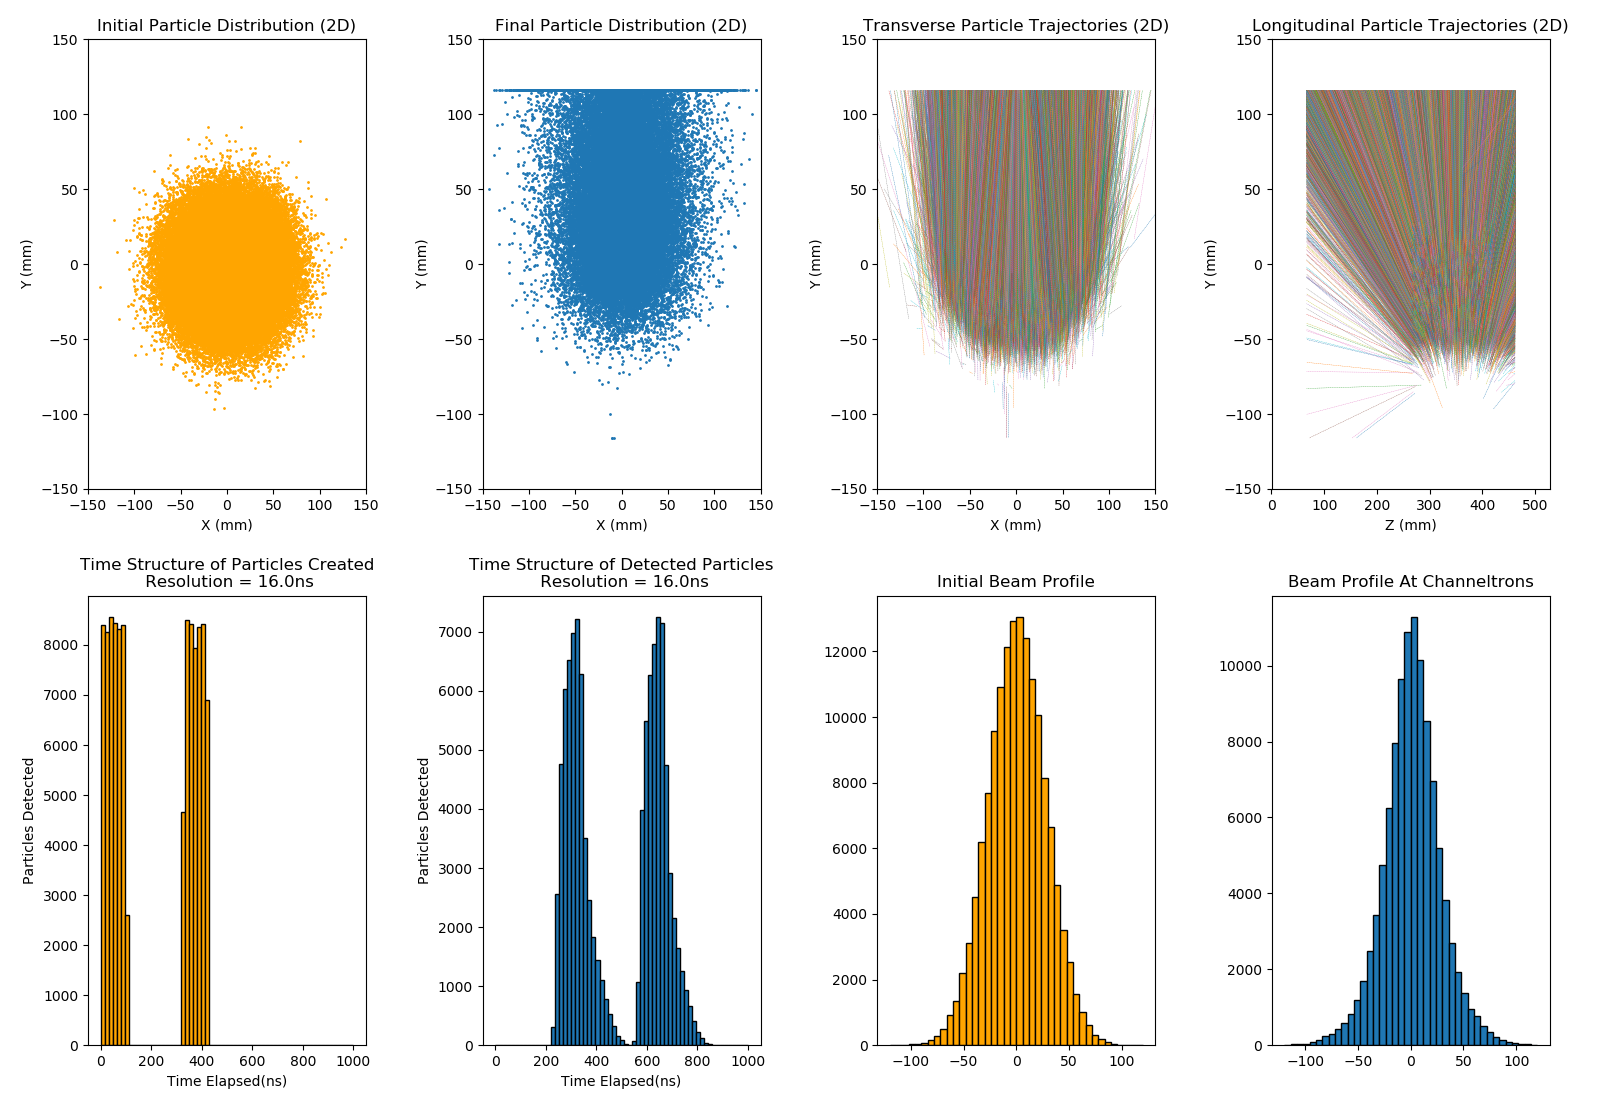 Initial Particle Distribution (2D)
150
100
50
0
−50
−100
−150
Y (mm)
−150 −100 −50 0 50 100 150
X (mm)
Final Particle Distribution (2D)
150
100
50
0
−50
−100
−150
Y (mm)
−150 −100 −50 0 50 100 150
X (mm)
Transverse Particle Trajectories (2D)
150
100
50
0
−50
−100
−150
Y (mm)
−150 −100 −50 0 50 100 150
X (mm)
Longitudinal Particle Trajectories (2D)
150
100
50
0
−50
−100
−150
Y (mm)
0 100 200 300 400 500
Z (mm)
Time Structure of Particles Created
Resolution = 16.0ns
8000
7000
6000
5000
4000
3000
2000
1000
0
Particles Detected
0 200 400 600 800 1000
Time Elapsed(ns)
Time Structure of Detected Particles
Resolution = 16.0ns
7000
6000
5000
4000
3000
2000
1000
0
Particles Detected
0 200 400 600 800 1000
Time Elapsed(ns)
Initial Beam Profile
12000
10000
8000
6000
4000
2000
0
−100 −50 0 50 100
Beam Profile At Channeltrons
10000
8000
6000
4000
2000
0
−100 −50 0 50 100